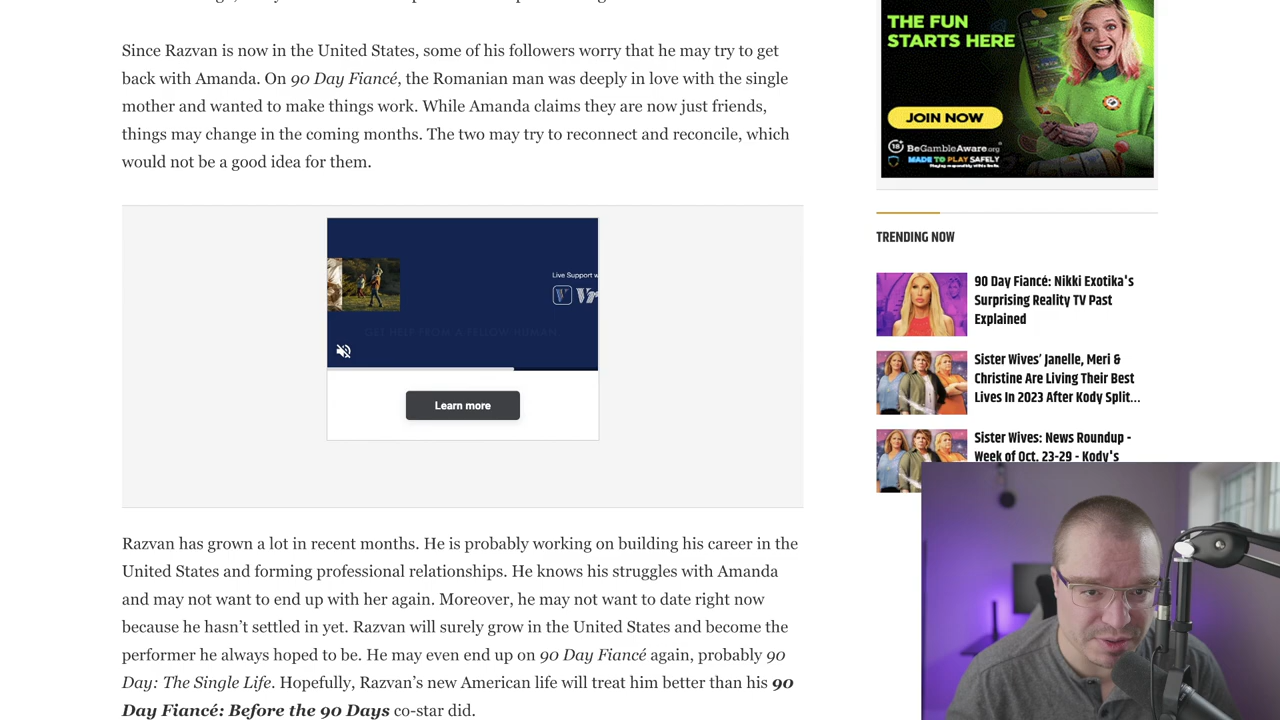 Since Razvan is now in the United States, some of his followers worry that he may try to get
back with Amanda. On 90 Day Fiancé, the Romanian man was deeply in love with the single
mother and wanted to make things work. While Amanda claims they are now just friends,
things may change in the coming months. The two may try to reconnect and reconcile, which
would not be a good idea for them.
Live Support w
GET HELP FROM A FELLOW HUMAN
Learn more
Razvan has grown a lot in recent months. He is probably working on building his career in the
United States and forming professional relationships. He knows his struggles with Amanda
and may not want to end up with her again. Moreover, he may not want to date right now
because he hasn't settled in yet. Razvan will surely grow in the United States and become the
performer he always hoped to be. He may even end up on 90 Day Fiancé again, probably 90
Day: The Single Life. Hopefully, Razvan's new American life will treat him better than his 90
Day Fiancé: Before the 90 Days co-star did.
THE FUN
STARTS HERE
JOIN NOW
18+ BeGambleAware.org
MADE TO PLAY SAFELY
TRENDING NOW
90 Day Fiancé: Nikki Exotika's
Surprising Reality TV Past
Explained
Sister Wives' Janelle, Meri &
Christine Are Living Their Best
Lives In 2023 After Kody Split...
Sister Wives: News Roundup -
Week of Oct. 23-29 - Kody's